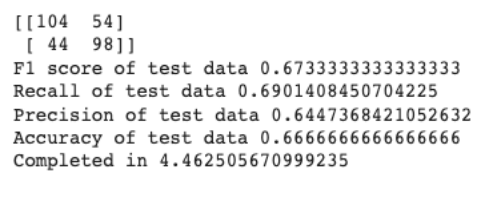 [[104 54]
[ 44 98]]
F1 score of test data 0.6733333333333333
Recall of test data 0.6901408450704225
Precision of test data 0.6447368421052632
Accuracy of test data 0.6666666666666666
Completed in 4.462505670999235